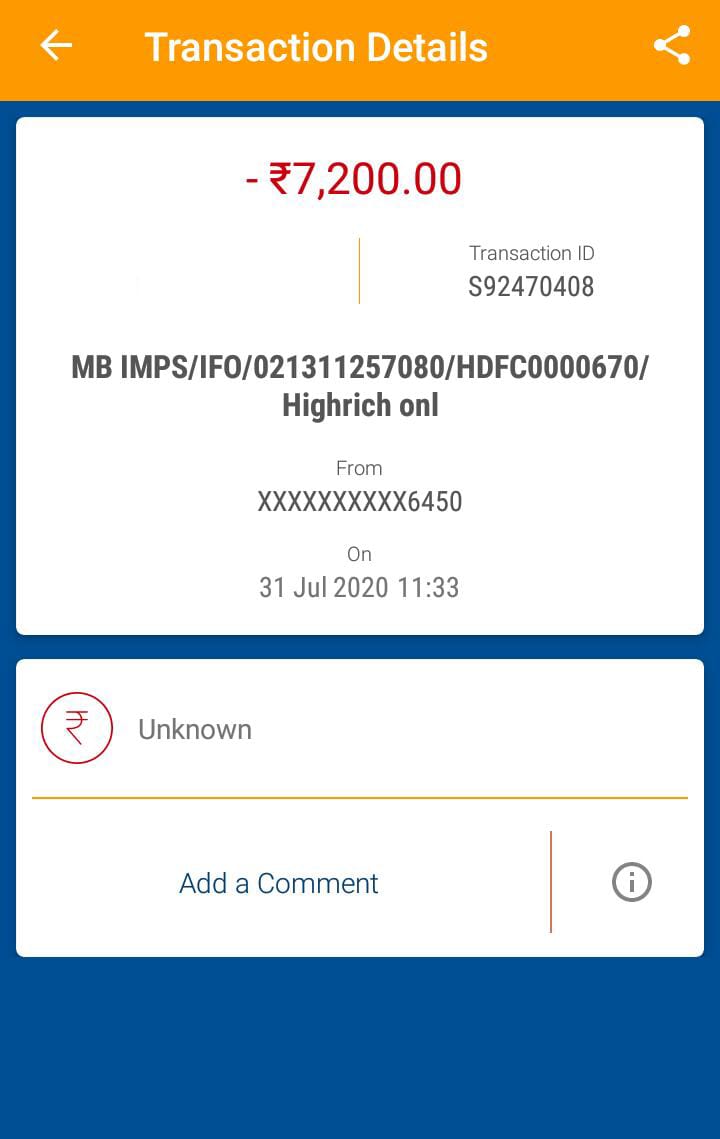 Transaction Details
- ₹7,200.00
Transaction ID
S92470408
MB IMPS/IFO/021311257080/HDFC0000670/
Highrich onl
From
XXXXXXXXXX6450
On
31 Jul 2020 11:33
₹
Unknown
Add a Comment